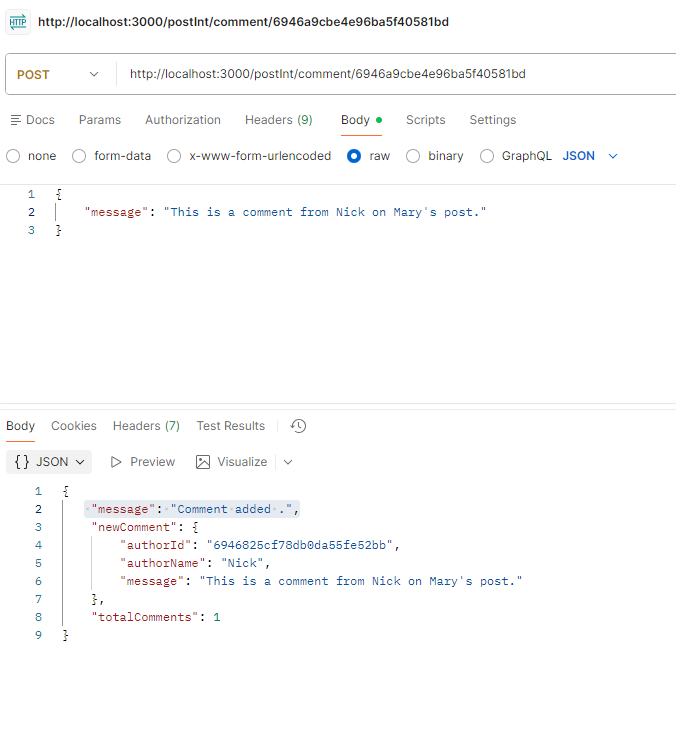 HTTP http://localhost:3000/postInt/comment/6946a9cbe4e96ba5f40581bd
POST http://localhost:3000/postInt/comment/6946a9cbe4e96ba5f40581bd
Docs Params Authorization Headers (9) Body Scripts Settings
none form-data x-www-form-urlencoded raw binary GraphQL JSON
1 {
2 "message": "This is a comment from Nick on Mary's post."
3 }
Body Cookies Headers (7) Test Results
{} JSON Preview Visualize
1 {
2 "message": "Comment added .",
3 "newComment": {
4 "authorId": "6946825cf78db0da55fe52bb",
5 "authorName": "Nick",
6 "message": "This is a comment from Nick on Mary's post."
7 },
8 "totalComments": 1
9 }